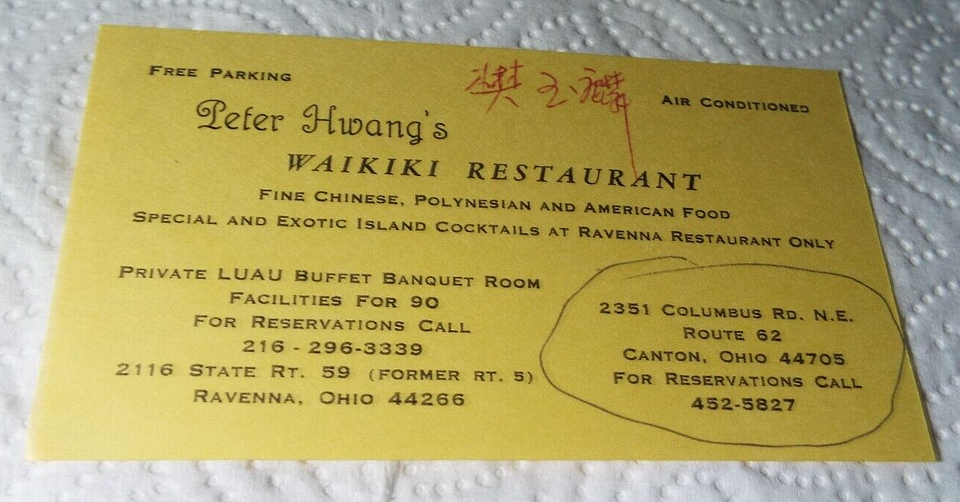 FREE PARKING
玉
AIR CONDITIONED
Peter Hwang's
WAIKIKI RESTAURANT
FINE CHINESE, POLYNESIAN AND AMERICAN FOOD
SPECIAL AND EXOTIC ISLAND COCKTAILS AT RAVENNA RESTAURANT ONLY
PRIVATE LUAU BUFFET BANQUET ROOM
FACILITIES FOR 90
FOR RESERVATIONS CALL
216 - 296-3339
2116 STATE RT. 59 (FORMER RT. 5)
RAVENNA, OHIO 44266
2351 COLUMBUS RD. N.E.
ROUTE 62
CANTON, OHIO 44705
FOR RESERVATIONS CALL
452-5827